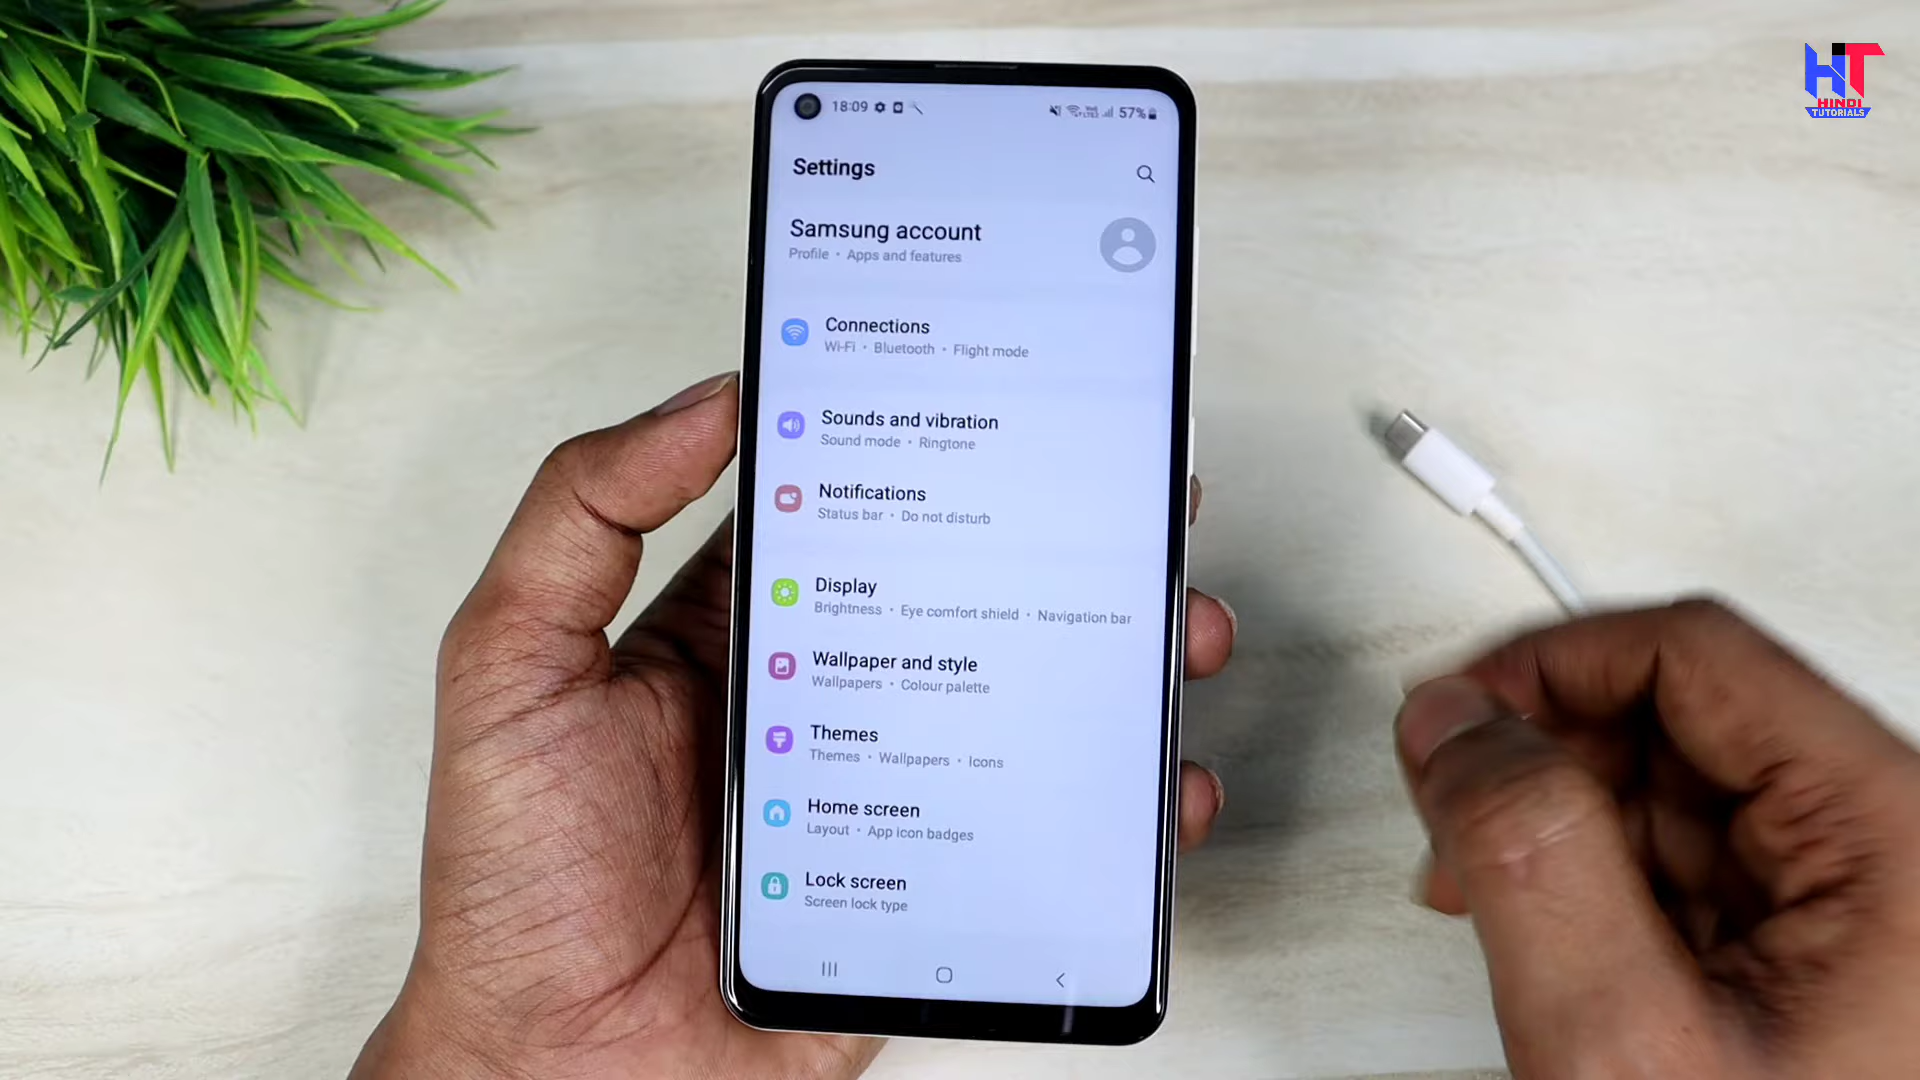 18:09
57%
Settings
Samsung account
Profile • Apps and features
Connections
Wi-Fi • Bluetooth • Flight mode
Sounds and vibration
Sound mode • Ringtone
Notifications
Status bar • Do not disturb
Display
Brightness • Eye comfort shield • Navigation bar
Wallpaper and style
Wallpapers • Colour palette
Themes
Themes • Wallpapers • Icons
Home screen
Layout • App icon badges
Lock screen
Screen lock type
HT
HINDI
TUTORIALS